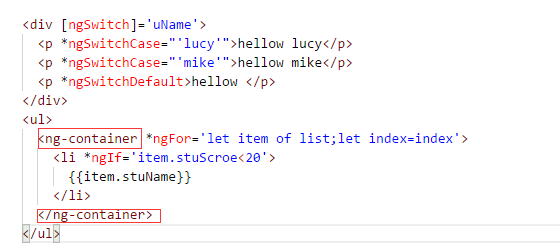 <div [ngSwitch]='uName'>
<p *ngSwitchCase="'lucy'">hellow lucy</p>
<p *ngSwitchCase="'mike'">hellow mike</p>
<p *ngSwitchDefault>hellow </p>
</div>
<ul>
<ng-container *ngFor='let item of list;let index=index'>
<li *ngIf='item.stuScroe<20'>
{{item.stuName}}
</li>
</ng-container>
</ul>